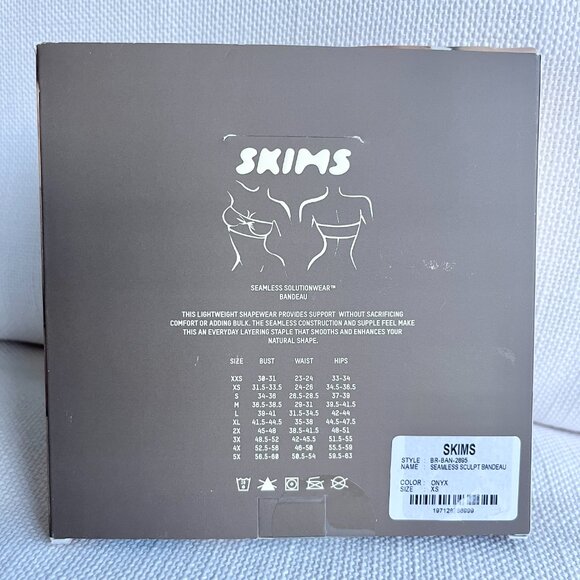 SKIMS
SEAMLESS SOLUTIONWEAR™
BANDEAU
THIS LIGHTWEIGHT SHAPEWEAR PROVIDES SUPPORT WITHOUT SACRIFICING
COMFORT OR ADDING BULK. THE SEAMLESS CONSTRUCTION AND SUPPLE FEEL MAKE
THIS AN EVERYDAY LAYERING STAPLE THAT SMOOTHS AND ENHANCES YOUR
NATURAL SHAPE.
SIZE BUST WAIST HIPS
XXS 30-31 23-24 33-34
XS 31.5-33.5 24-26 34.5-36.5
S 34-36 26.5-28.5 37-39
M 36.5-38.5 29-31 39.5-41.5
L 39-41 31.5-34.5 42-44
XL 41.5-44.5 35-38 44.5-47.5
2X 45-48 38.5-41.5 48-51
3X 48.5-52 42-45.5 51.5-55
4X 52.5-56 46-50 55.5-59
5X 56.5-60 50.5-54 59.5-63
SKIMS
STYLE : BR-BAN-2895
NAME : SEAMLESS SCULPT BANDEAU
COLOR : ONYX
SIZE : XS